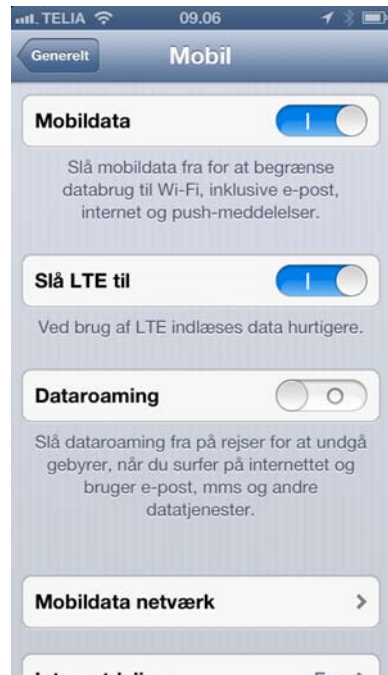 TELIA 09.06
Generelt Mobil
Mobildata
Slå mobildata fra for at begrænse
databrug til Wi-Fi, inklusive e-post,
internet og push-meddelelser.
Slå LTE til
Ved brug af LTE indlæses data hurtigere.
Dataroaming
Slå dataroaming fra på rejser for at undgå
gebyrer, når du surfer på internettet og
bruger e-post, mms og andre
datatjenester.
Mobildata netværk